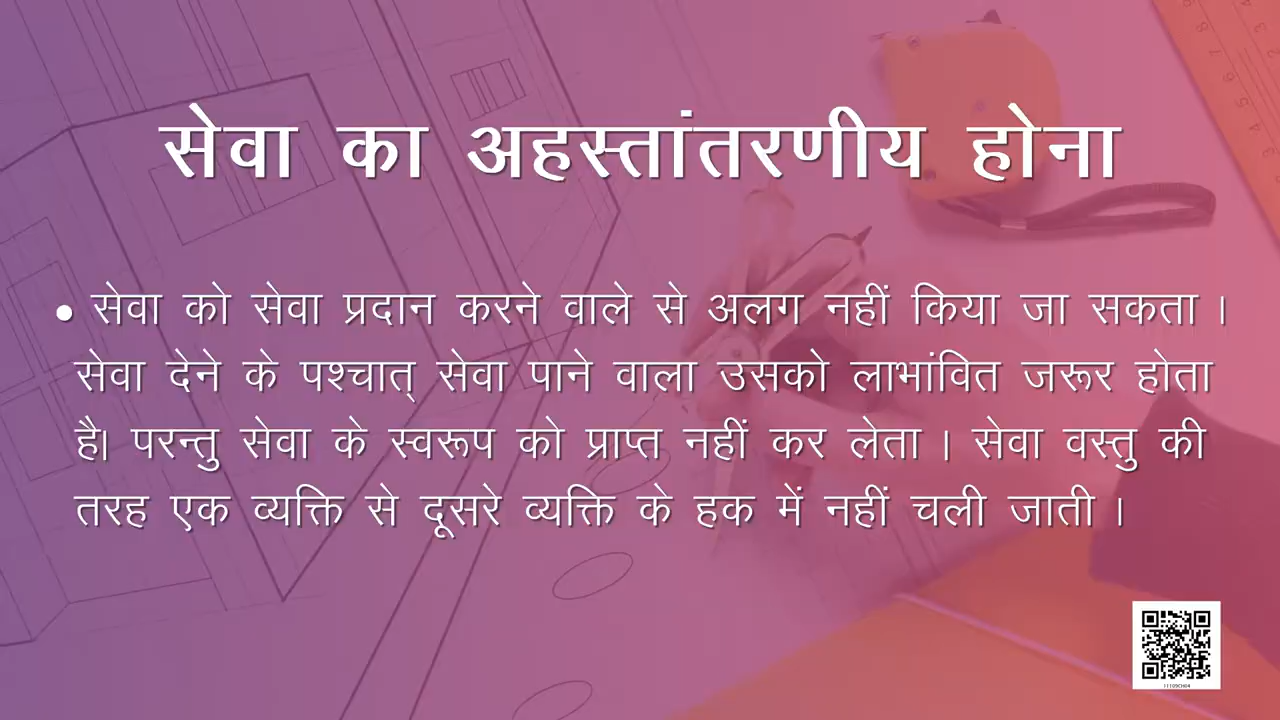 सेवा का अहस्तांतरणीय होना
• सेवा को सेवा प्रदान करने वाले से अलग नहीं किया जा सकता ।
सेवा देने के पश्चात् सेवा पाने वाला उसको लाभांवित जरूर होता
है। परन्तु सेवा के स्वरूप को प्राप्त नहीं कर लेता । सेवा वस्तु की
तरह एक व्यक्ति से दूसरे व्यक्ति के हक में नहीं चली जाती ।